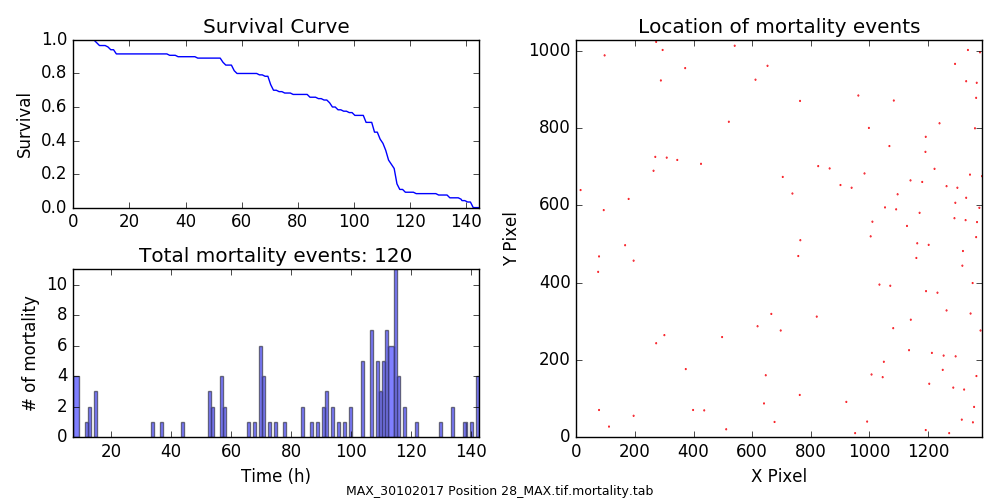 Survival Curve
1.0
0.8
0.6
0.4
0.2
0.0
Survival
0 20 40 60 80 100 120 140
Total mortality events: 120
10
8
6
4
2
0
# of mortality
20 40 60 80 100 120 140
Time (h)
Location of mortality events
1000
800
600
400
200
0
Y Pixel
0 200 400 600 800 1000 1200
X Pixel
MAX_30102017 Position 28_MAX.tif.mortality.tab